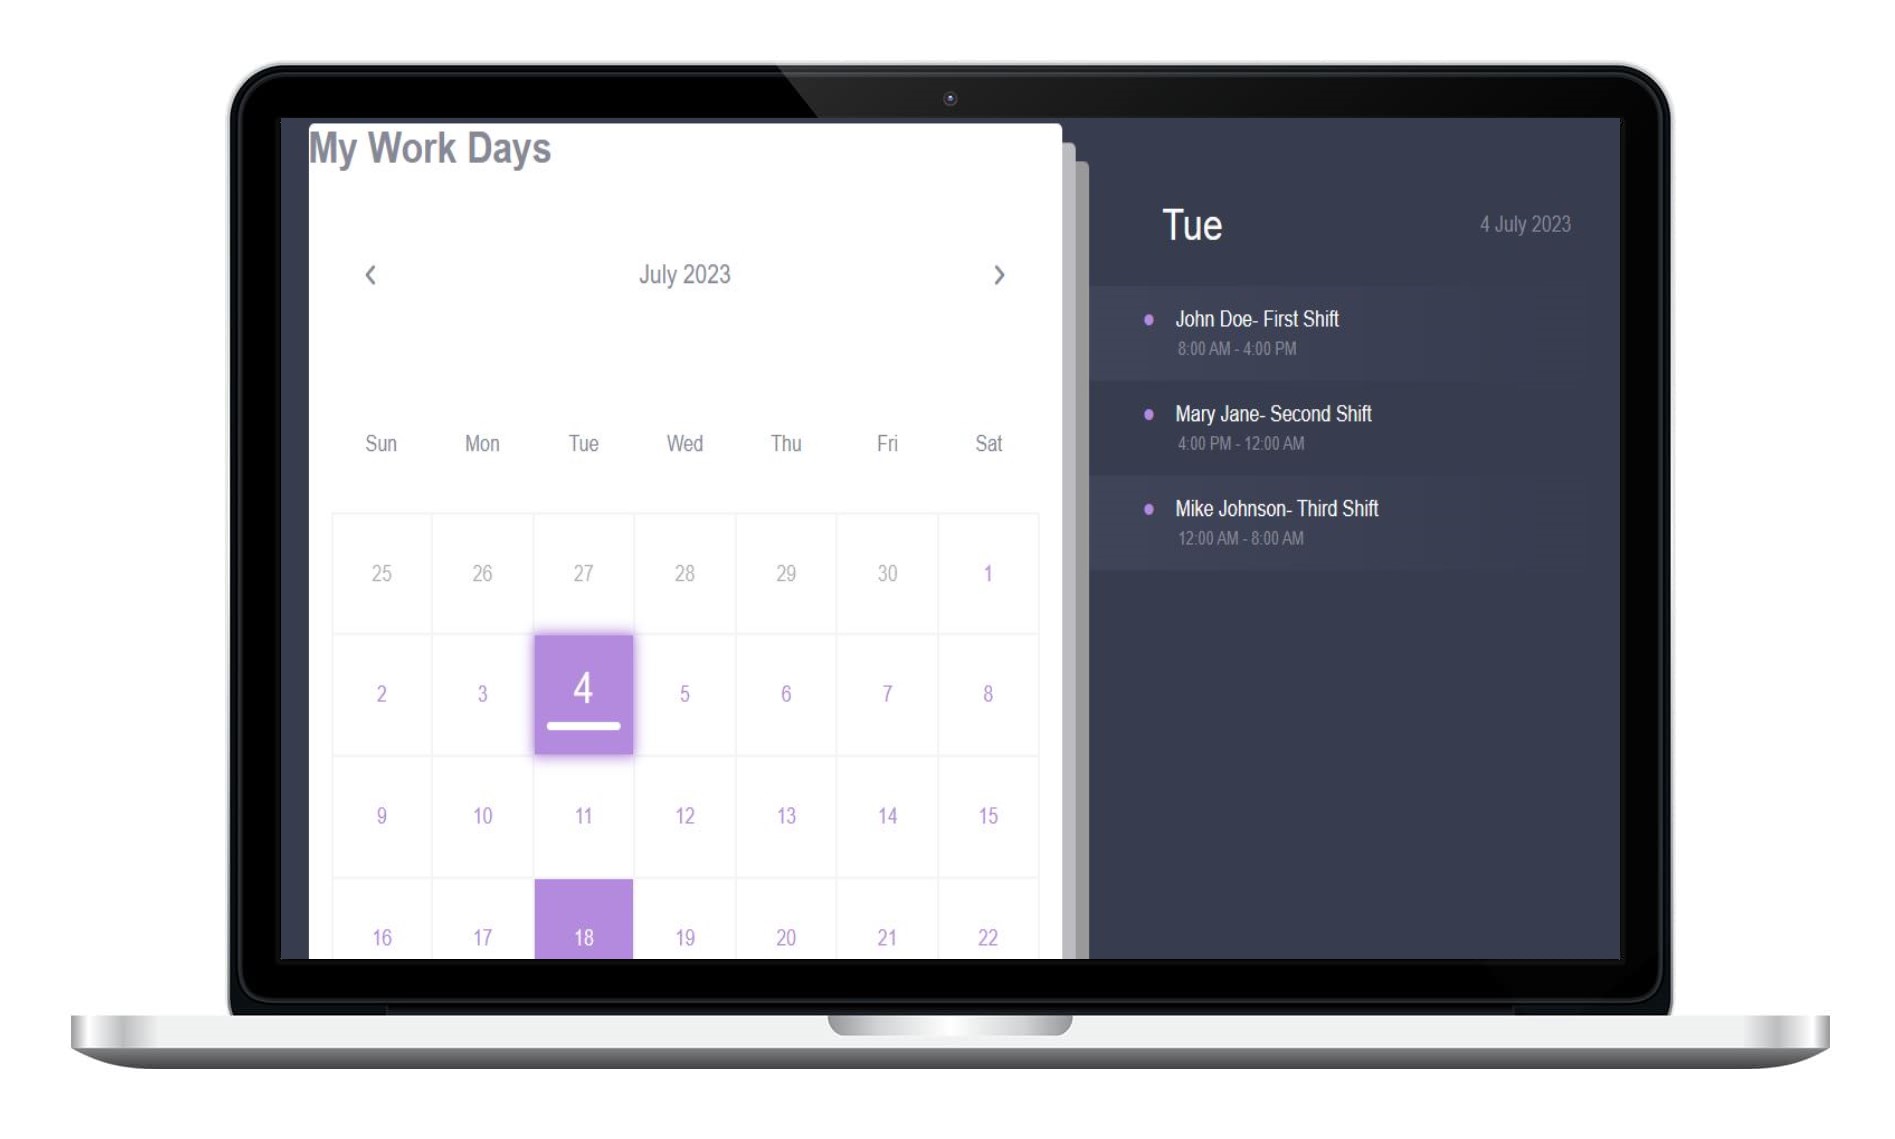 My Work Days
July 2023
Sun Mon Tue Wed Thu Fri Sat
25 26 27 28 29 30 1
2 3 4 5 6 7 8
9 10 11 12 13 14 15
16 17 18 19 20 21 22
Tue 4 July 2023
John Doe- First Shift
8:00 AM - 4:00 PM
Mary Jane- Second Shift
4:00 PM - 12:00 AM
Mike Johnson- Third Shift
12:00 AM - 8:00 AM